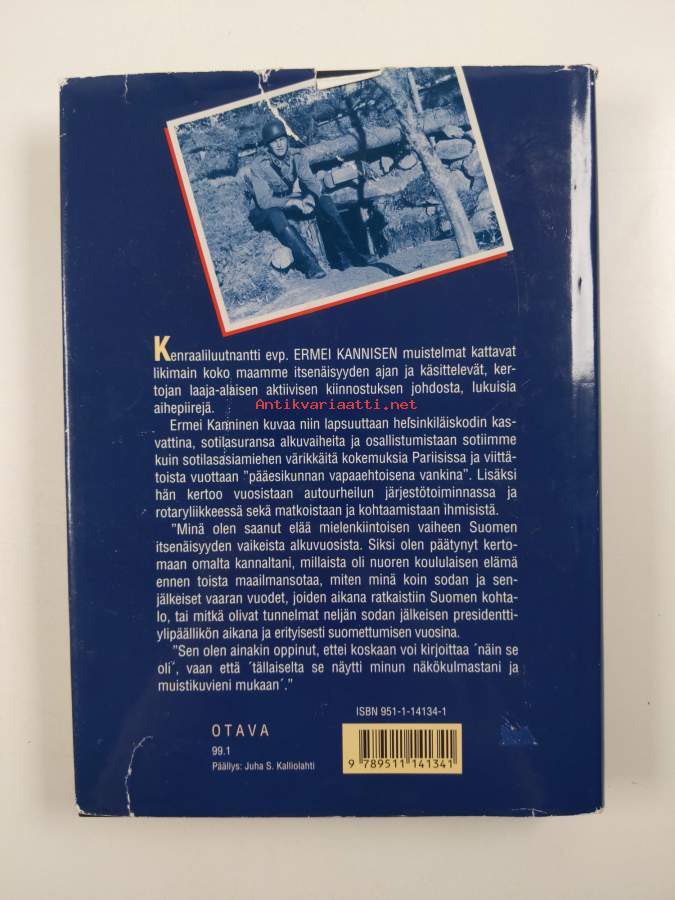 Kenraaliluutnantti evp. ERMEI KANNISEN muistelmat kattavat
likimain koko maamme itsenäisyyden ajan ja käsittelevät, ker-
tojan laaja-alaisen aktiivisen kiinnostuksen johdosta, lukuisia
aihepiirejä.
Antikvariaatti.net
Ermei Kanninen kuvaa niin lapsuuttaan helsinkiläiskodin kas-
vattina, sotilasuransa alkuvaiheita ja osallistumistaan sotiimme
kuin sotilasasiamiehen värikkäitä kokemuksia Pariisissa ja viittä-
toista vuottaan "pääesikunnan vapaaehtoisena vankina". Lisäksi
hän kertoo vuosistaan autourheilun järjestötoiminnassa ja
rotaryliikkeessä sekä matkoistaan ja kohtaamistaan ihmisistä.
"Minä olen saanut elää mielenkiintoisen vaiheen Suomen
itsenäisyyden vaikeista alkuvuosista. Siksi olen päätynyt kerto-
maan omalta kannaltani, millaista oli nuoren koululaisen elämä
ennen toista maailmansotaa, miten minä koin sodan ja sen-
jälkeiset vaaran vuodet, joiden aikana ratkaistiin Suomen kohta-
lo, tai mitkä olivat tunnelmat neljän sodan jälkeisen presidentti-
ylipäällikön aikana ja erityisesti suomettumisen vuosina.
"Sen olen ainakin oppinut, ettei koskaan voi kirjoittaa ´näin se
oli´, vaan että ´tällaiselta se näytti minun näkökulmastani ja
muistikuvieni mukaan´."
ISBN 951-1-14134-1
OTAVA
99.1
Päällys: Juha S. Kalliolahti
9 789511 141341